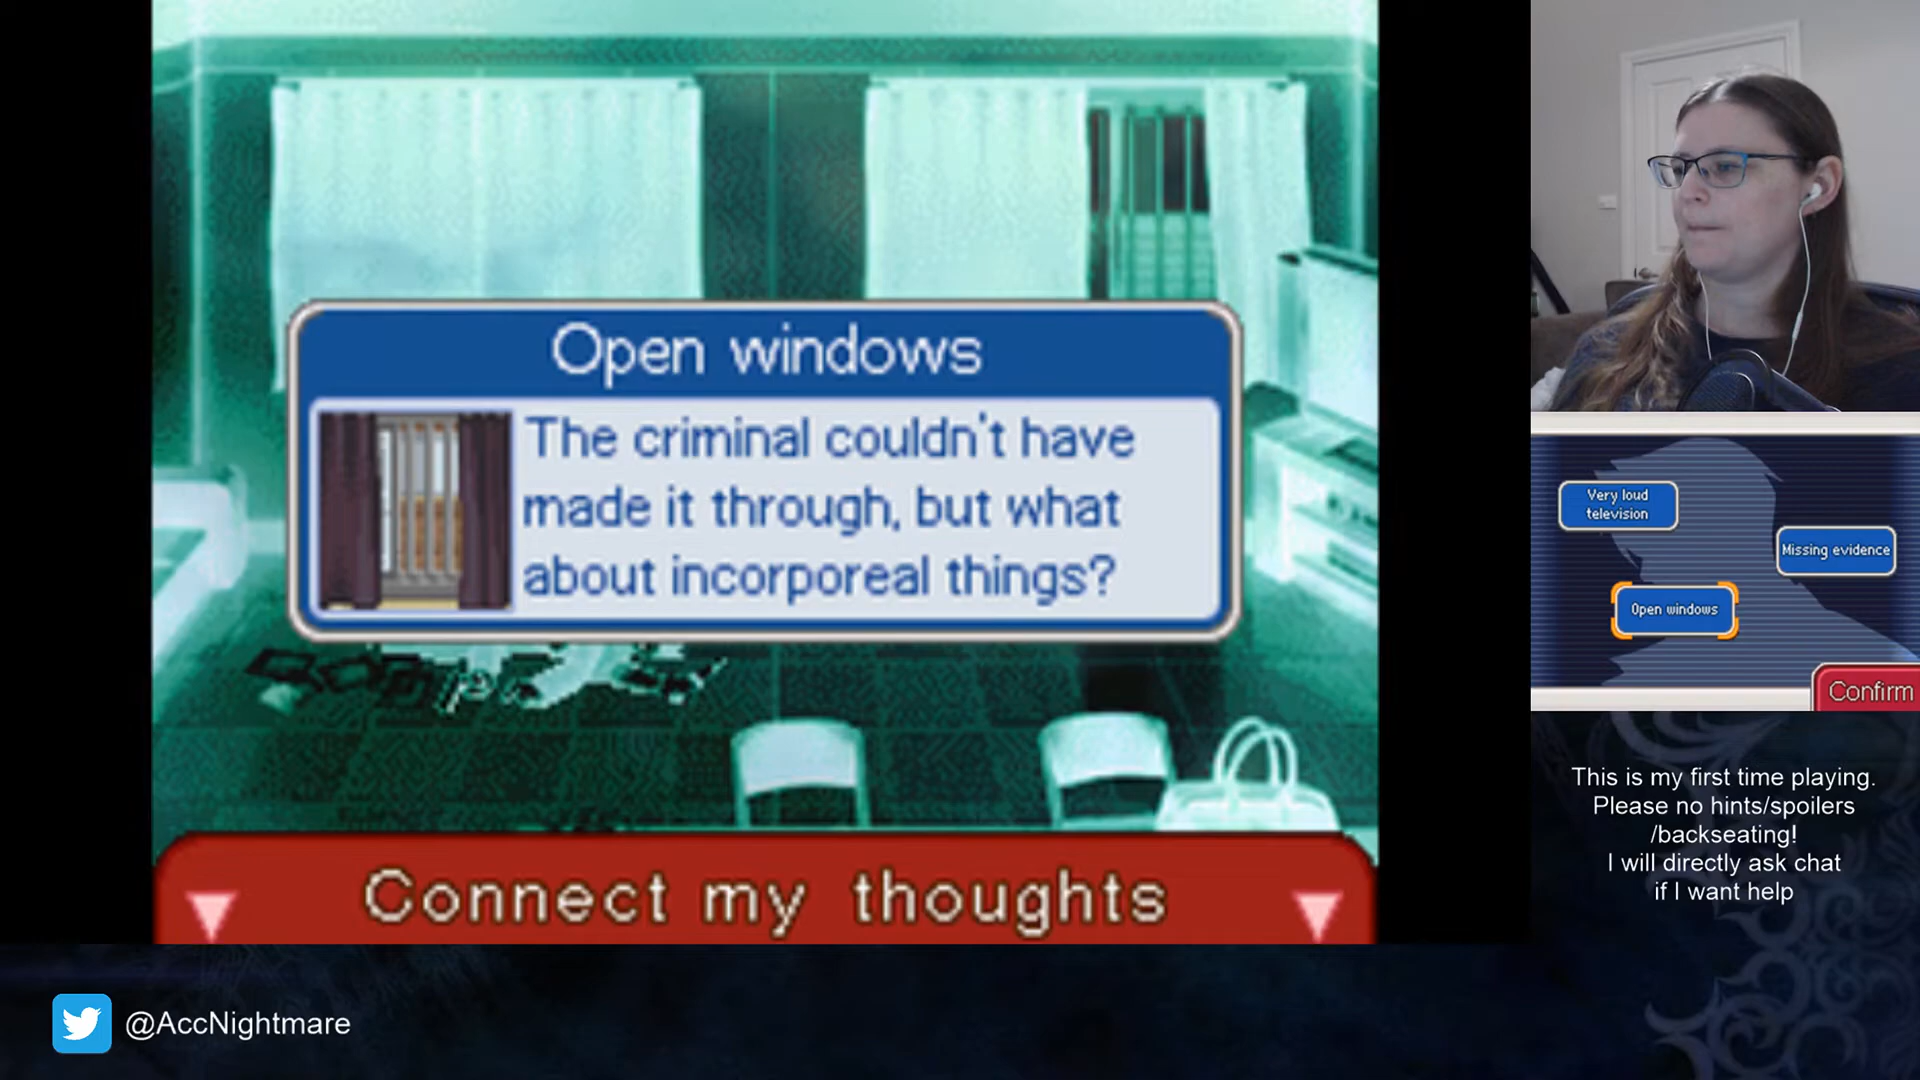 Open windows
The criminal couldn't have
made it through, but what
about incorporeal things?
Connect my thoughts
Very loud
television
Missing evidence
Open windows
Confirm
This is my first time playing.
Please no hints/spoilers
/backseating!
I will directly ask chat
if I want help
@AccNightmare